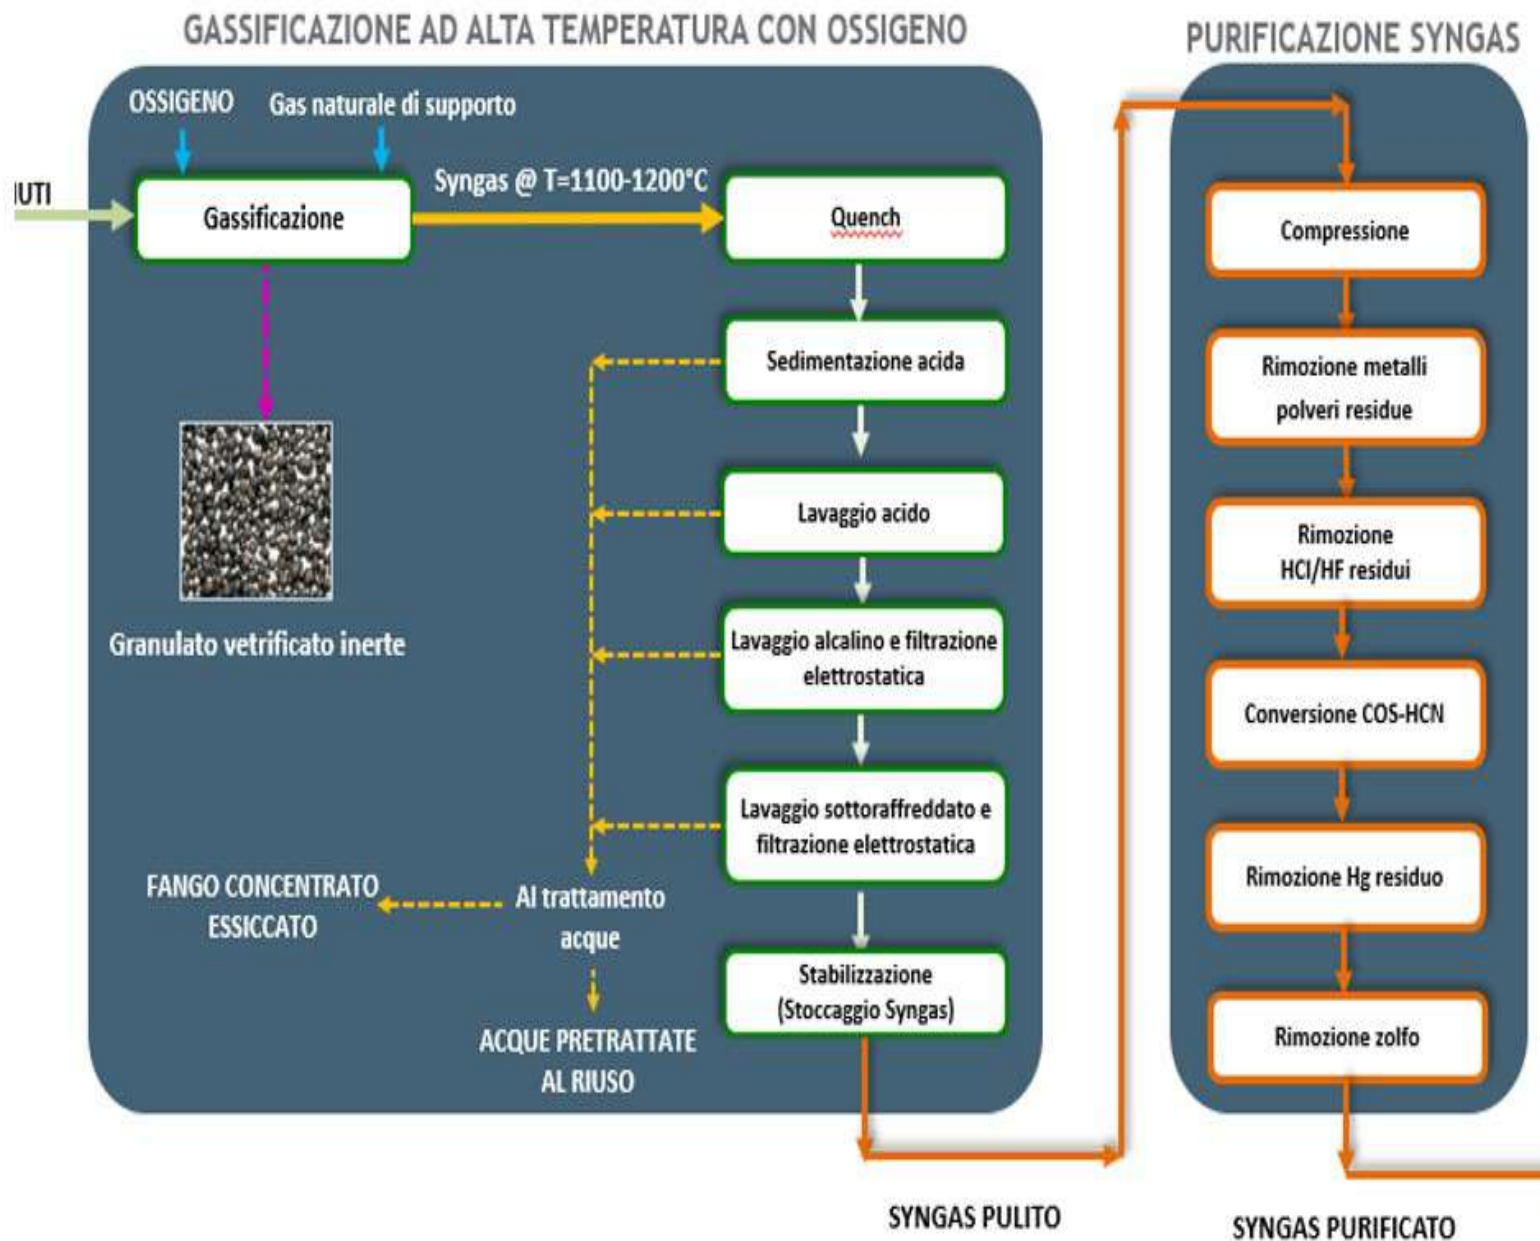 GASSIFICAZIONE AD ALTA TEMPERATURA CON OSSIGENO
OSSIGENO
Gas naturale di supporto
IUTI
Gassificazione
Syngas @ T=1100-1200°C
Quench
Sedimentazione acida
Lavaggio acido
Lavaggio alcalino e filtrazione
elettrostatica
Lavaggio sottoraffreddato e
filtrazione elettrostatica
Stabilizzazione
(Stoccaggio Syngas)
Granulato vetrificato inerte
Al trattamento
acque
FANGO CONCENTRATO
ESSICCATO
ACQUE PRETRATTATE
AL RIUSO
SYNGAS PULITO
PURIFICAZIONE SYNGAS
Compressione
Rimozione metalli
polveri residue
Rimozione
HCl/HF residui
Conversione COS-HCN
Rimozione Hg residuo
Rimozione zolfo
SYNGAS PURIFICATO